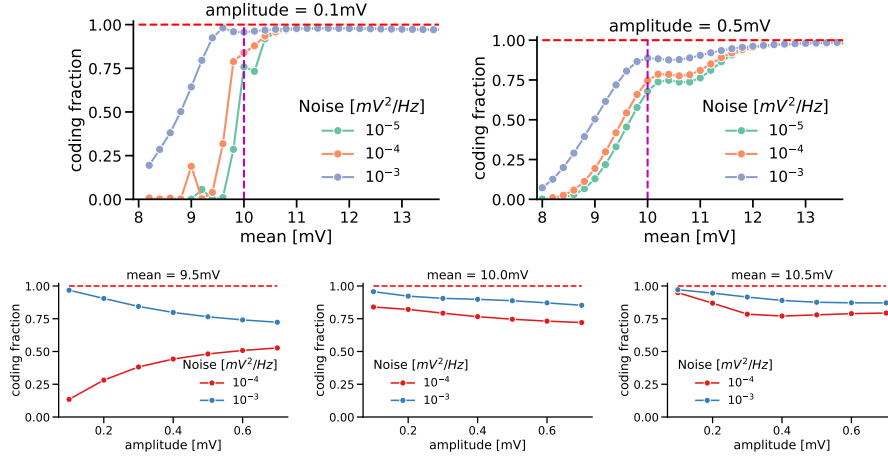 amplitude = 0.1mV
1.00
0.75
0.50
0.25
0.00
coding fraction
Noise [mV²/Hz]
10⁻⁵
10⁻⁴
10⁻³
8 9 10 11 12 13
mean [mV]
amplitude = 0.5mV
1.00
0.75
0.50
0.25
0.00
coding fraction
Noise [mV²/Hz]
10⁻⁵
10⁻⁴
10⁻³
8 9 10 11 12 13
mean [mV]
mean = 9.5mV
1.00
0.75
0.50
0.25
0.00
coding fraction
Noise [mV²/Hz]
10⁻⁴
10⁻³
0.2 0.4 0.6
amplitude [mV]
mean = 10.0mV
1.00
0.75
0.50
0.25
0.00
coding fraction
Noise [mV²/Hz]
10⁻⁴
10⁻³
0.2 0.4 0.6
amplitude [mV]
mean = 10.5mV
1.00
0.75
0.50
0.25
0.00
coding fraction
Noise [mV²/Hz]
10⁻⁴
10⁻³
0.2 0.4 0.6
amplitude [mV]